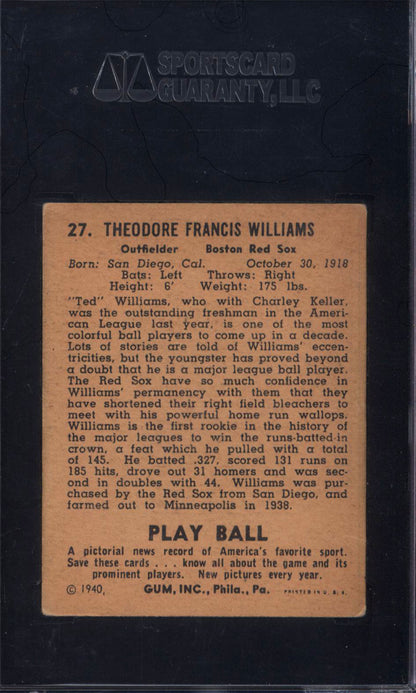 SPORTSCARD
GUARANTY, LLC
27. THEODORE FRANCIS WILLIAMS
Outfielder Boston Red Sox
Born: San Diego, Cal. October 30, 1918
Bats: Left Throws: Right
Height: 6' Weight: 175 lbs.
"Ted" Williams, who with Charley Keller,
was the outstanding freshman in the Ameri-
can League last year, is one of the most
colorful ball players to come up in a decade.
Lots of stories are told of Williams' eccen-
tricities, but the youngster has proved beyond
a doubt that he is a major league ball player.
The Red Sox have so much confidence in
Williams' permanency with them that they
have shortened their right field bleachers to
meet with his powerful home run wallops.
Williams is the first rookie in the history of
the major leagues to win the runs-batted-in
crown, a feat which he pulled with a total
of 145. He batted .327, scored 131 runs on
185 hits, drove out 31 homers and was sec-
ond in doubles with 44. Williams was pur-
chased by the Red Sox from San Diego, and
farmed out to Minneapolis in 1938.
PLAY BALL
A pictorial news record of America's favorite sport.
Save these cards . . . know all about the game and its
prominent players. New pictures every year.
© 1940, GUM, INC., Phila., Pa. PRINTED IN U. S. A.